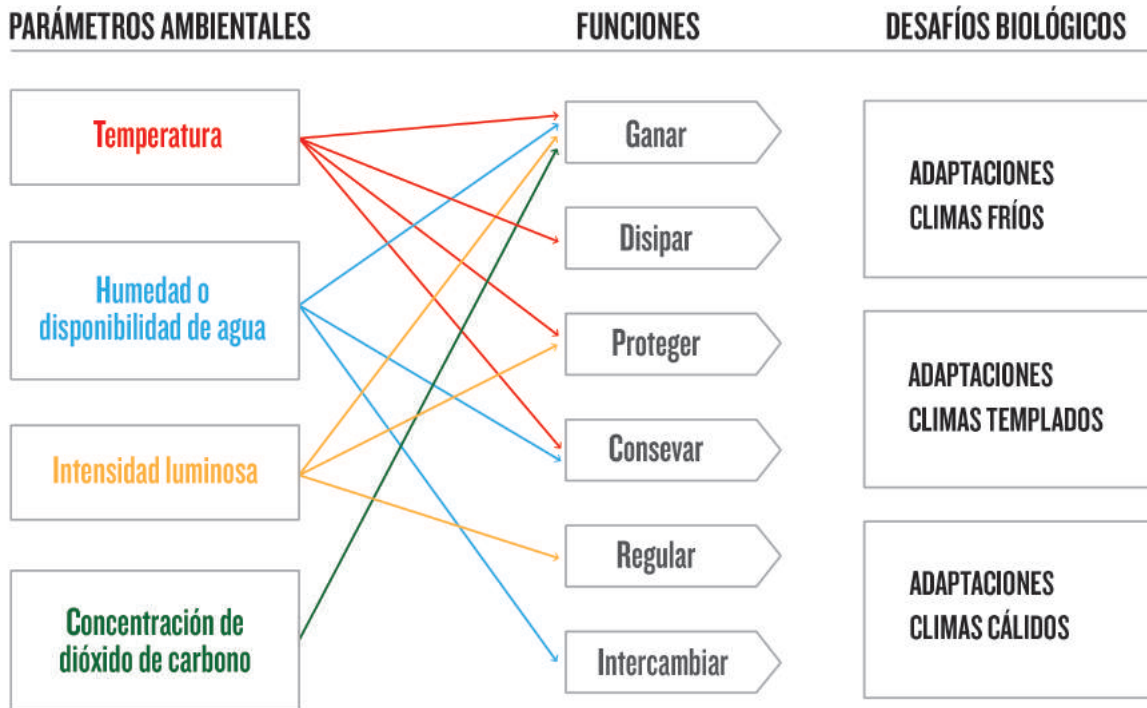 PARÁMETROS AMBIENTALES
FUNCIONES
DESAFÍOS BIOLÓGICOS
Temperatura
Humedad o
disponibilidad de agua
Intensidad luminosa
Concentración de
dióxido de carbono
Ganar
Disipar
Proteger
Consevar
Regular
Intercambiar
ADAPTACIONES
CLIMAS FRÍOS
ADAPTACIONES
CLIMAS TEMPLADOS
ADAPTACIONES
CLIMAS CÁLIDOS